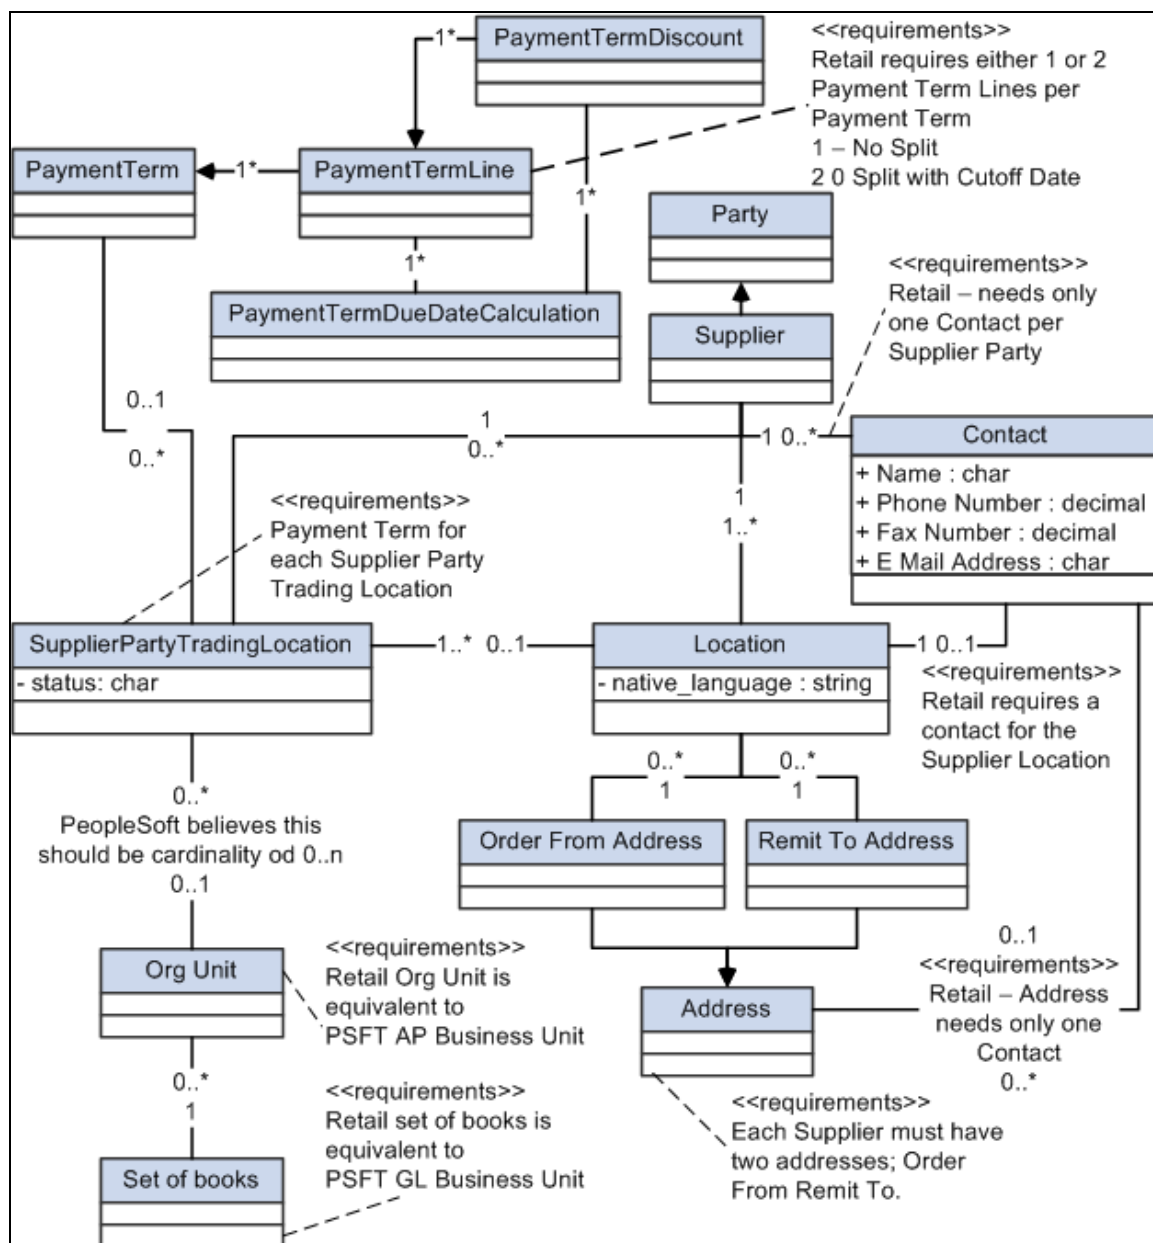 PaymentTermDiscount
<<requirements>>
Retail requires either 1 or 2
Payment Term Lines per
Payment Term
1 – No Split
2 0 Split with Cutoff Date
1*
PaymentTerm
1*
PaymentTermLine
1*
1*
PaymentTermDueDateCalculation
Party
Supplier
<<requirements>>
Retail – needs only
one Contact per
Supplier Party
0..1
0..*
1
0..*
1 0..*
1
1..*
Contact
+ Name : char
+ Phone Number : decimal
+ Fax Number : decimal
+ E Mail Address : char
<<requirements>>
Payment Term for
each Supplier Party
Trading Location
SupplierPartyTradingLocation
- status: char
1..* 0..1
Location
- native_language : string
1 0..1
<<requirements>>
Retail requires a
contact for the
Supplier Location
0..*
1
0..*
1
0..*
PeopleSoft believes this
should be cardinality od 0..n
0..1
Order From Address
Remit To Address
Org Unit
<<requirements>>
Retail Org Unit is
equivalent to
PSFT AP Business Unit
Address
0..1
<<requirements>>
Retail – Address
needs only one
Contact
0..*
0..*
1
<<requirements>>
Retail set of books is
equivalent to
PSFT GL Business Unit
Set of books
<<requirements>>
Each Supplier must have
two addresses; Order
From Remit To.